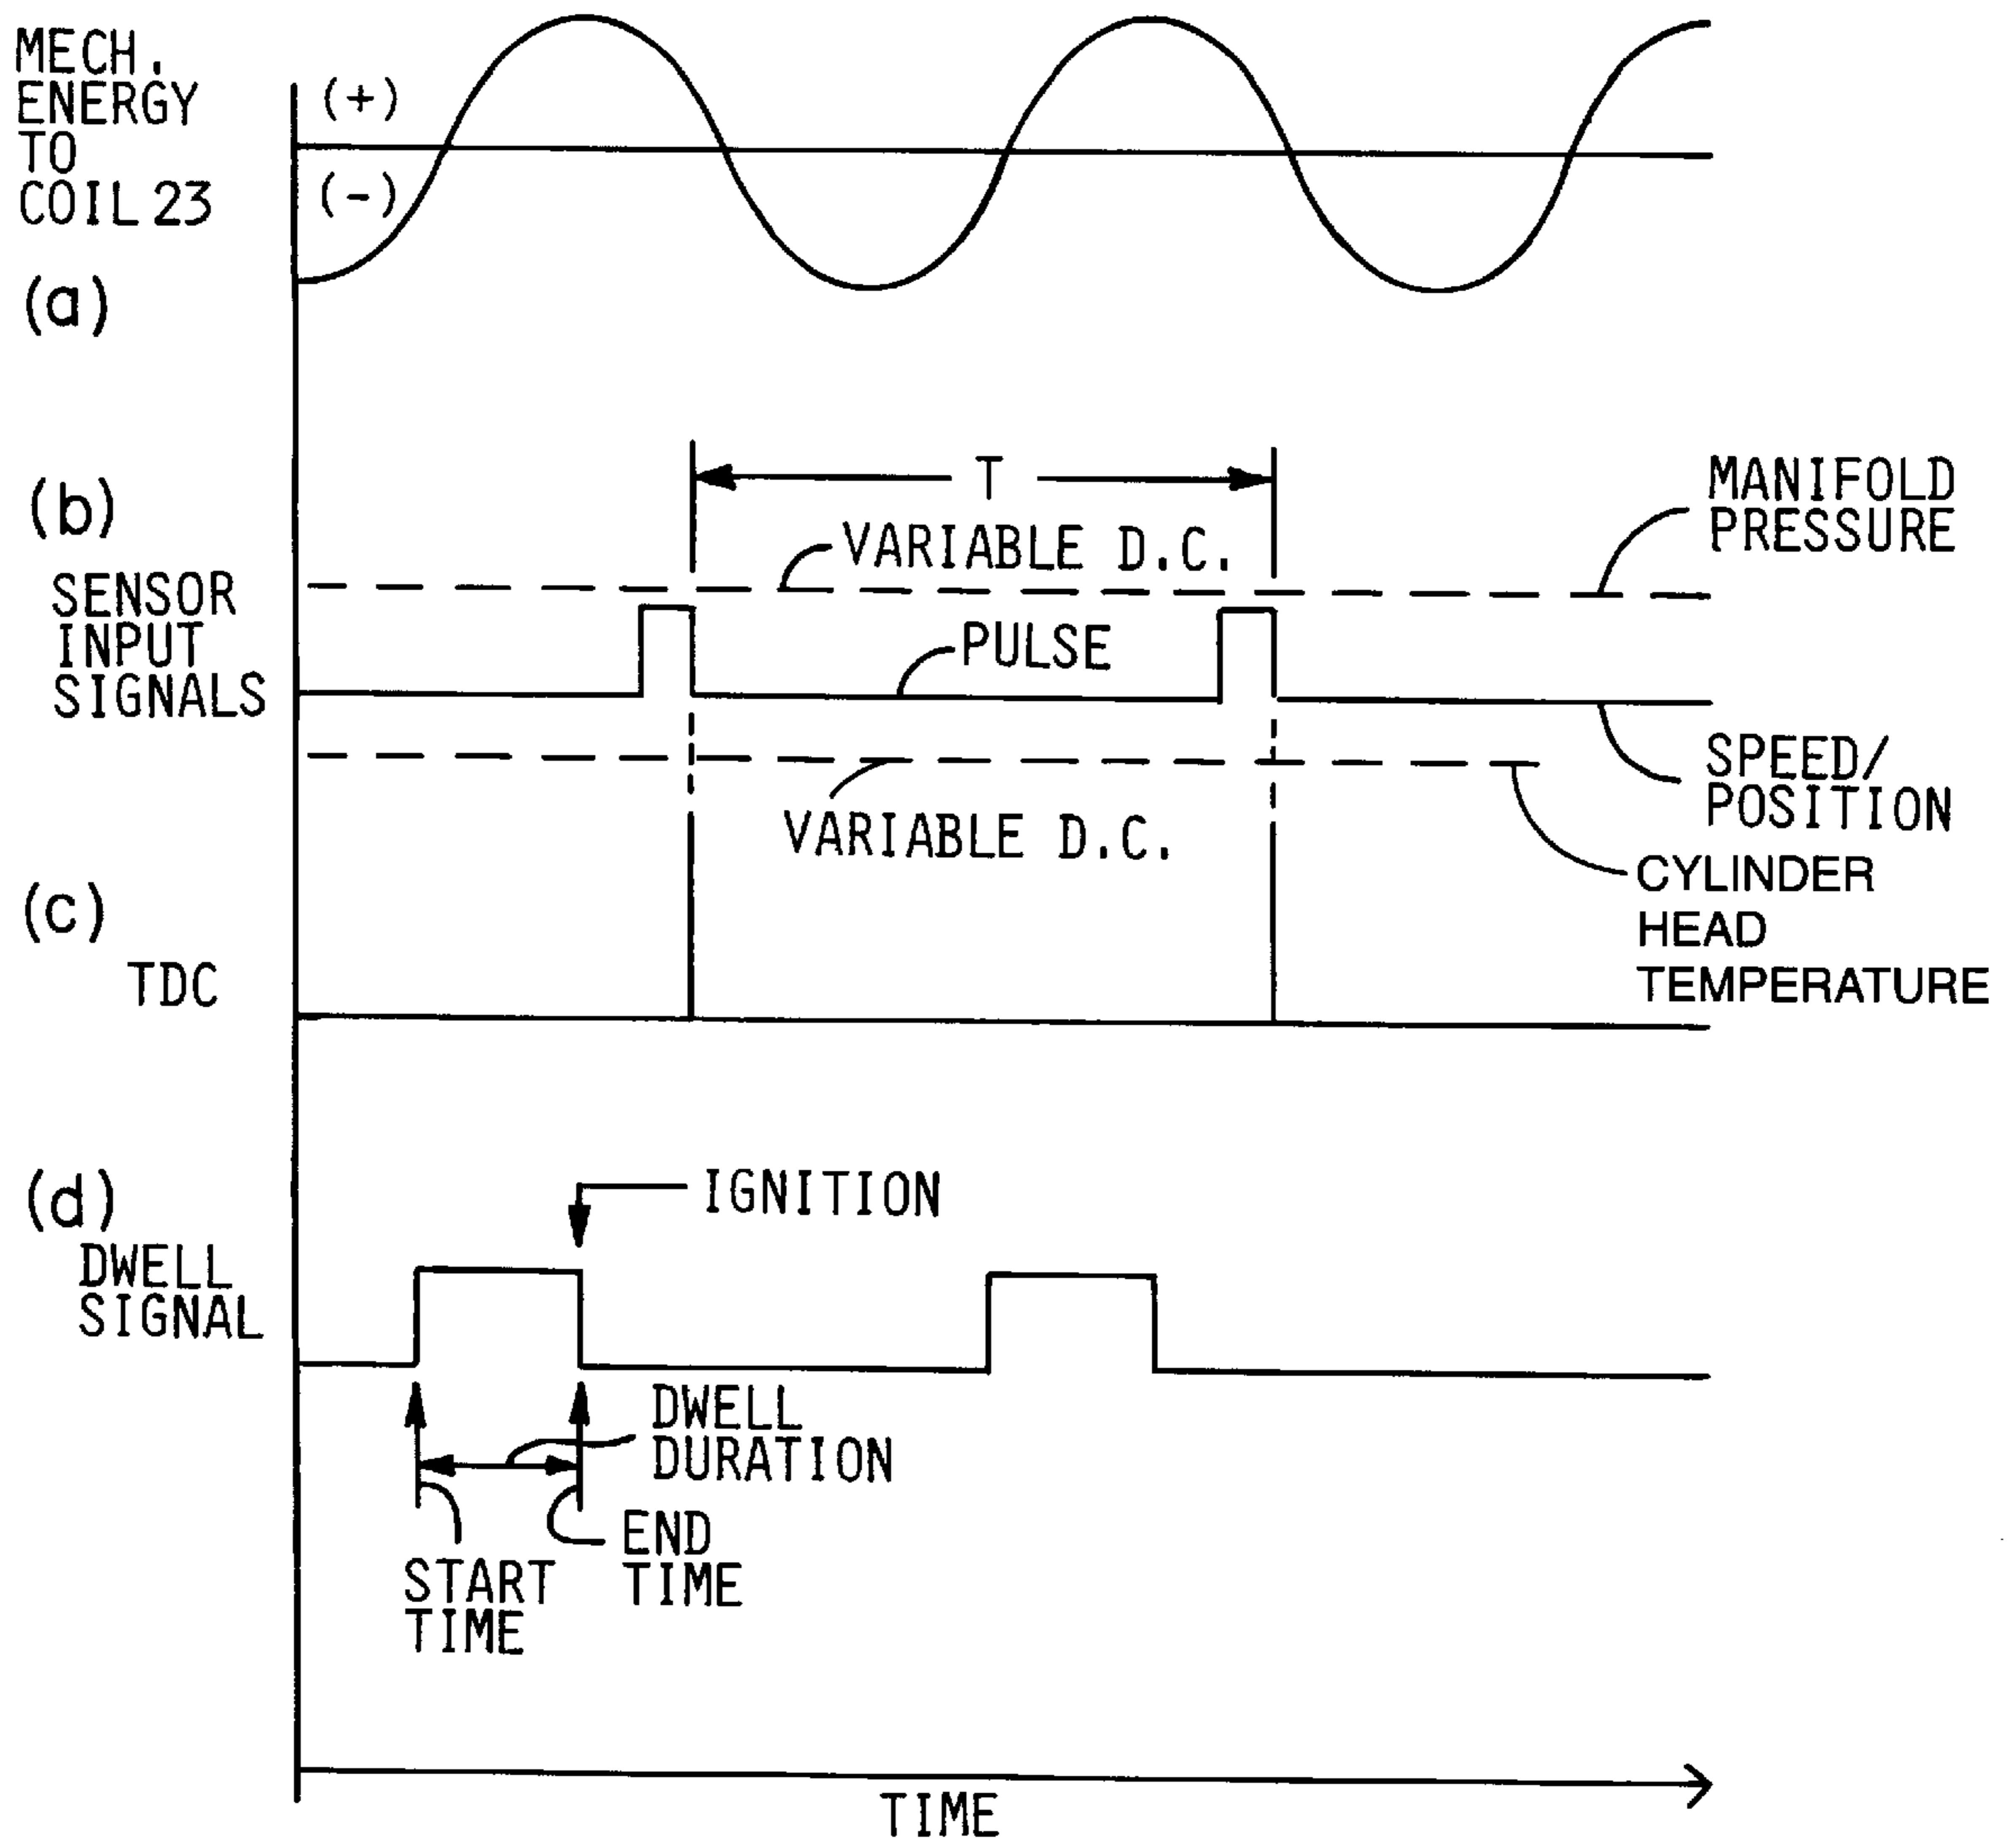 MECH.
ENERGY
TO
COIL 23
(+)
(-)
(a)
(b)
T
MANIFOLD
PRESSURE
VARIABLE D.C.
SENSOR
INPUT
SIGNALS
PULSE
SPEED/
POSITION
VARIABLE D.C.
CYLINDER
HEAD
TEMPERATURE
(c)
TDC
(d)
IGNITION
DWELL
SIGNAL
DWELL
DURATION
END
TIME
START
TIME
TIME